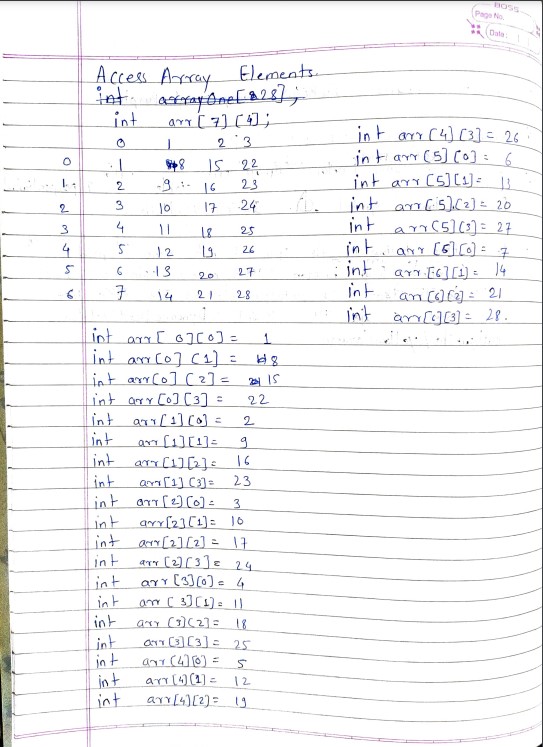 BOSS
Page No.
Date:
Access Array Elements.
int arrayOne[828];
int arr[7][4];
0 1 2 3
0 1 8 15 22
1 2 9 16 23
2 3 10 17 24
3 4 11 18 25
4 5 12 19 26
5 6 13 20 27
6 7 14 21 28
int arr[0][0] = 1
int arr[0][1] = 8
int arr[0][2] = 15
int arr[0][3] = 22
int arr[1][0] = 2
int arr[1][1] = 9
int arr[1][2] = 16
int arr[1][3] = 23
int arr[2][0] = 3
int arr[2][1] = 10
int arr[2][2] = 17
int arr[2][3] = 24
int arr[3][0] = 4
int arr[3][1] = 11
int arr[3][2] = 18
int arr[3][3] = 25
int arr[4][0] = 5
int arr[4][1] = 12
int arr[4][2] = 19
int arr[4][3] = 26
int arr[5][0] = 6
int arr[5][1] = 13
int arr[5][2] = 20
int arr[5][3] = 27
int arr[6][0] = 7
int arr[6][1] = 14
int arr[6][2] = 21
int arr[6][3] = 28.